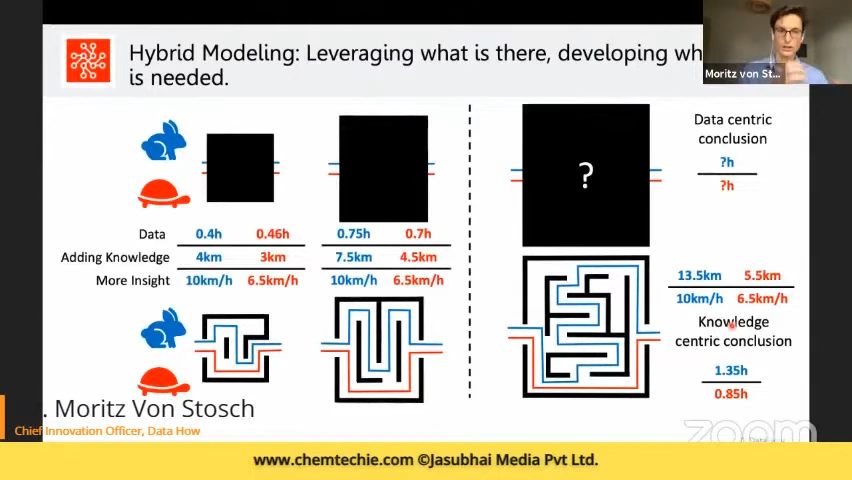 Hybrid Modeling: Leveraging what is there, developing wh
is needed.
Moritz von St...
Data centric
conclusion
?h
?h
?
Data 0.4h 0.46h 0.75h 0.7h
Adding Knowledge 4km 3km 7.5km 4.5km
More Insight 10km/h 6.5km/h 10km/h 6.5km/h
13.5km 5.5km
10km/h 6.5km/h
Knowledge
centric conclusion
1.35h
0.85h
. Moritz Von Stosch
Chief Innovation Officer, Data How
zoom
www.chemtechie.com ©Jasubhai Media Pvt Ltd.